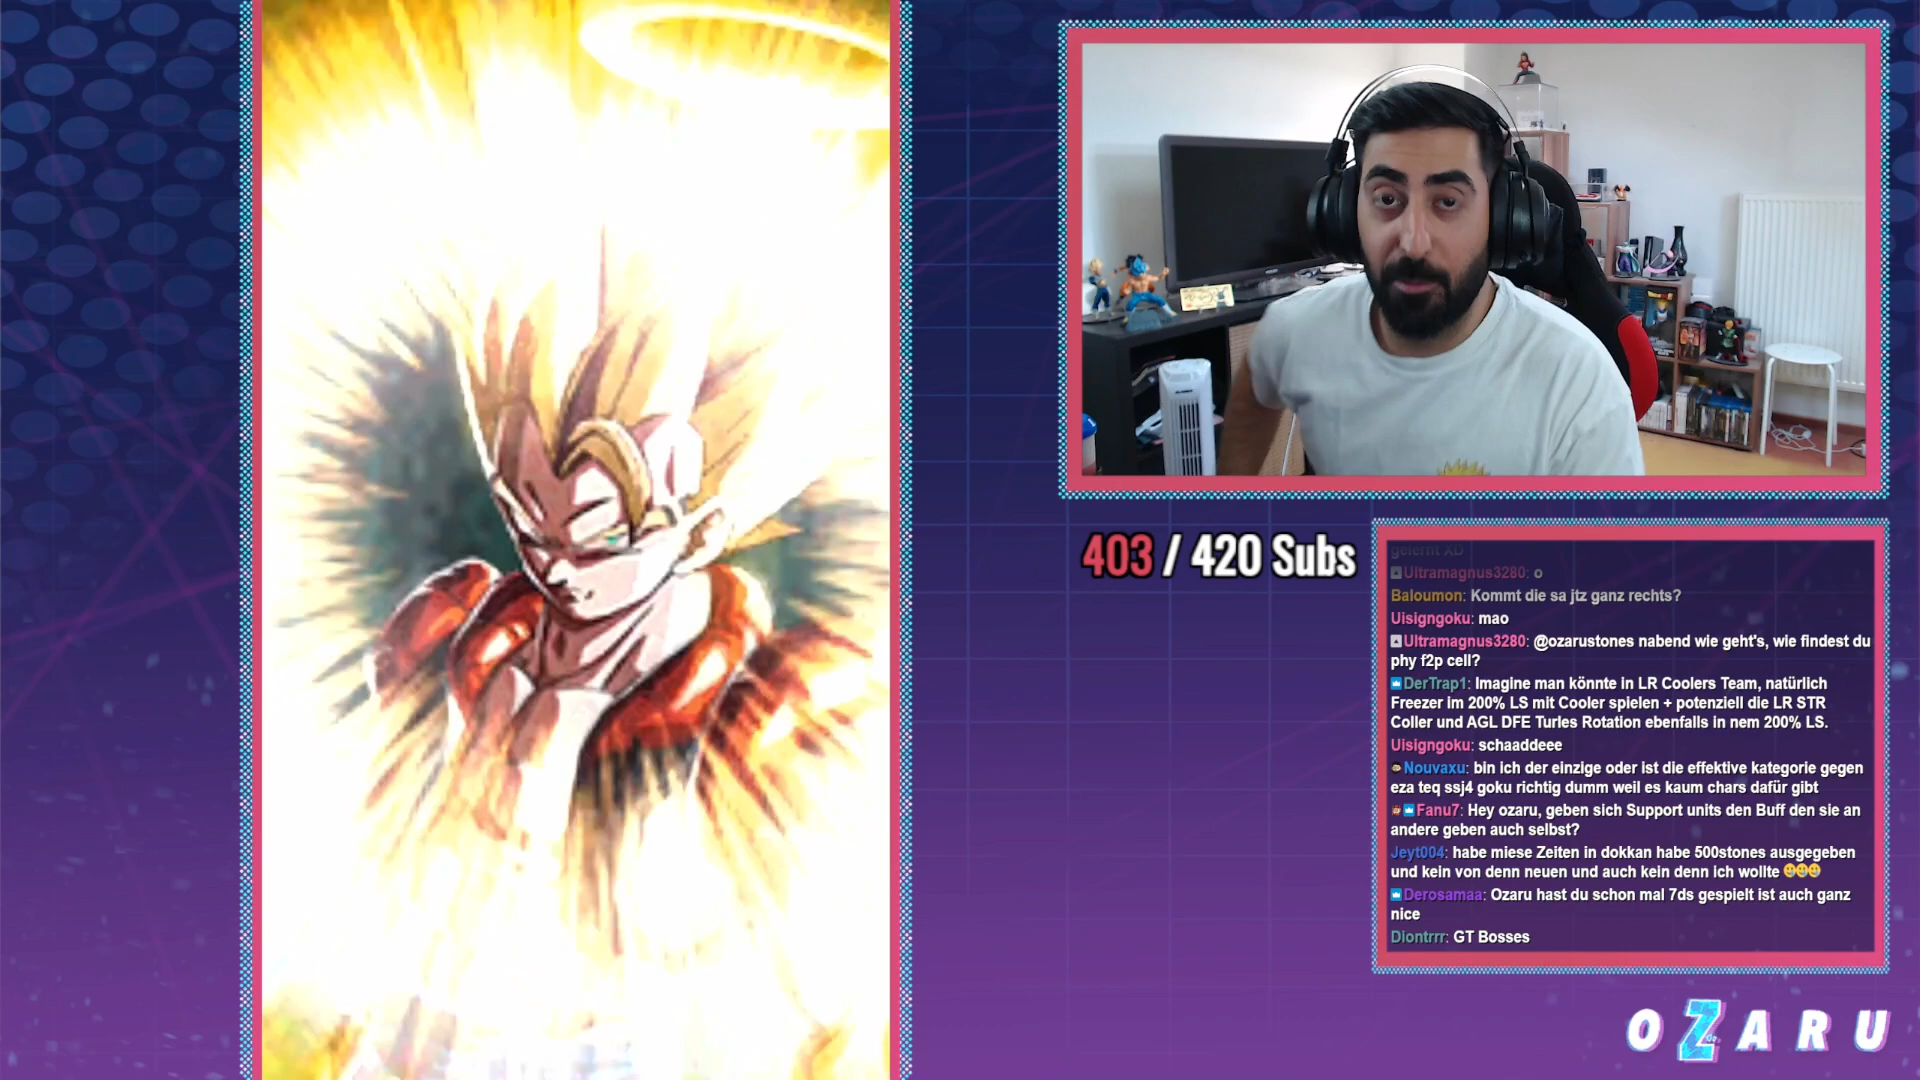 403 / 420 Subs
gelernt XD
Ultramagnus3280: o
Baloumon: Kommt die sa jtz ganz rechts?
Uisigngoku: mao
Ultramagnus3280: @ozarustones nabend wie geht's, wie findest du
phy f2p cell?
DerTrap1: Imagine man könnte in LR Coolers Team, natürlich
Freezer im 200% LS mit Cooler spielen + potenziell die LR STR
Coller und AGL DFE Turles Rotation ebenfalls in nem 200% LS.
Uisigngoku: schaaddeee
Nouvaxu: bin ich der einzige oder ist die effektive kategorie gegen
eza teq ssj4 goku richtig dumm weil es kaum chars dafür gibt
Fanu7: Hey ozaru, geben sich Support units den Buff den sie an
andere geben auch selbst?
Jeyt004: habe miese Zeiten in dokkan habe 500stones ausgegeben
und kein von denn neuen und auch kein denn ich wollte
Derosamaa: Ozaru hast du schon mal 7ds gespielt ist auch ganz
nice
Diontrrr: GT Bosses
OZARU